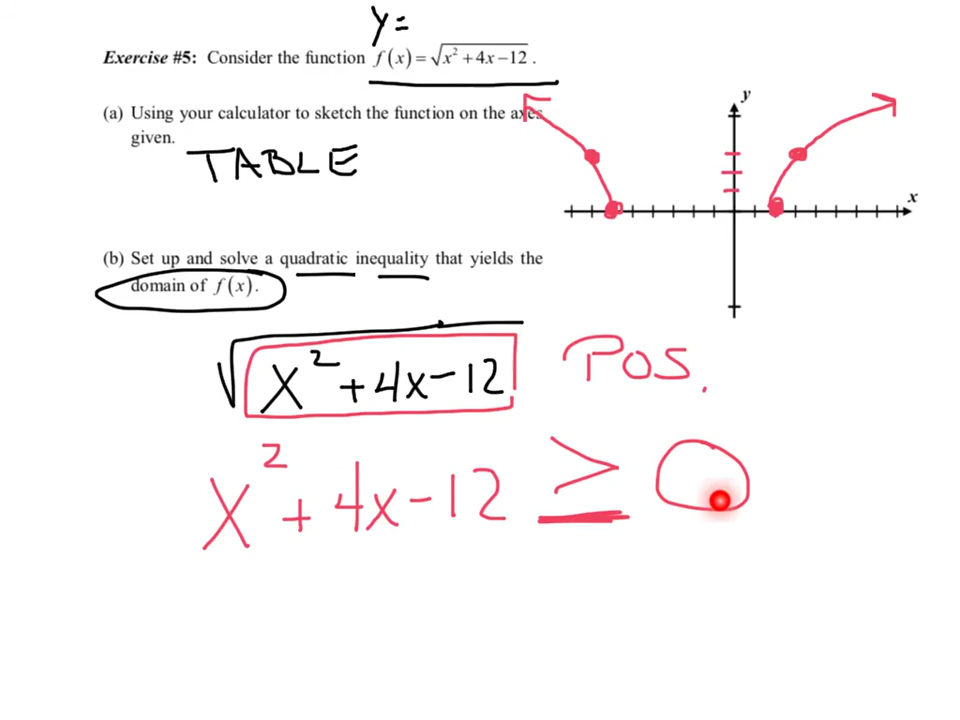 y=
Exercise #5: Consider the function f(x)=√x²+4x−12.
(a) Using your calculator to sketch the function on the axes
given.
TABLE
y
x
(b) Set up and solve a quadratic inequality that yields the
domain of f(x).
√x²+4x−12 POS.
x²+4x−12 ≥ 0